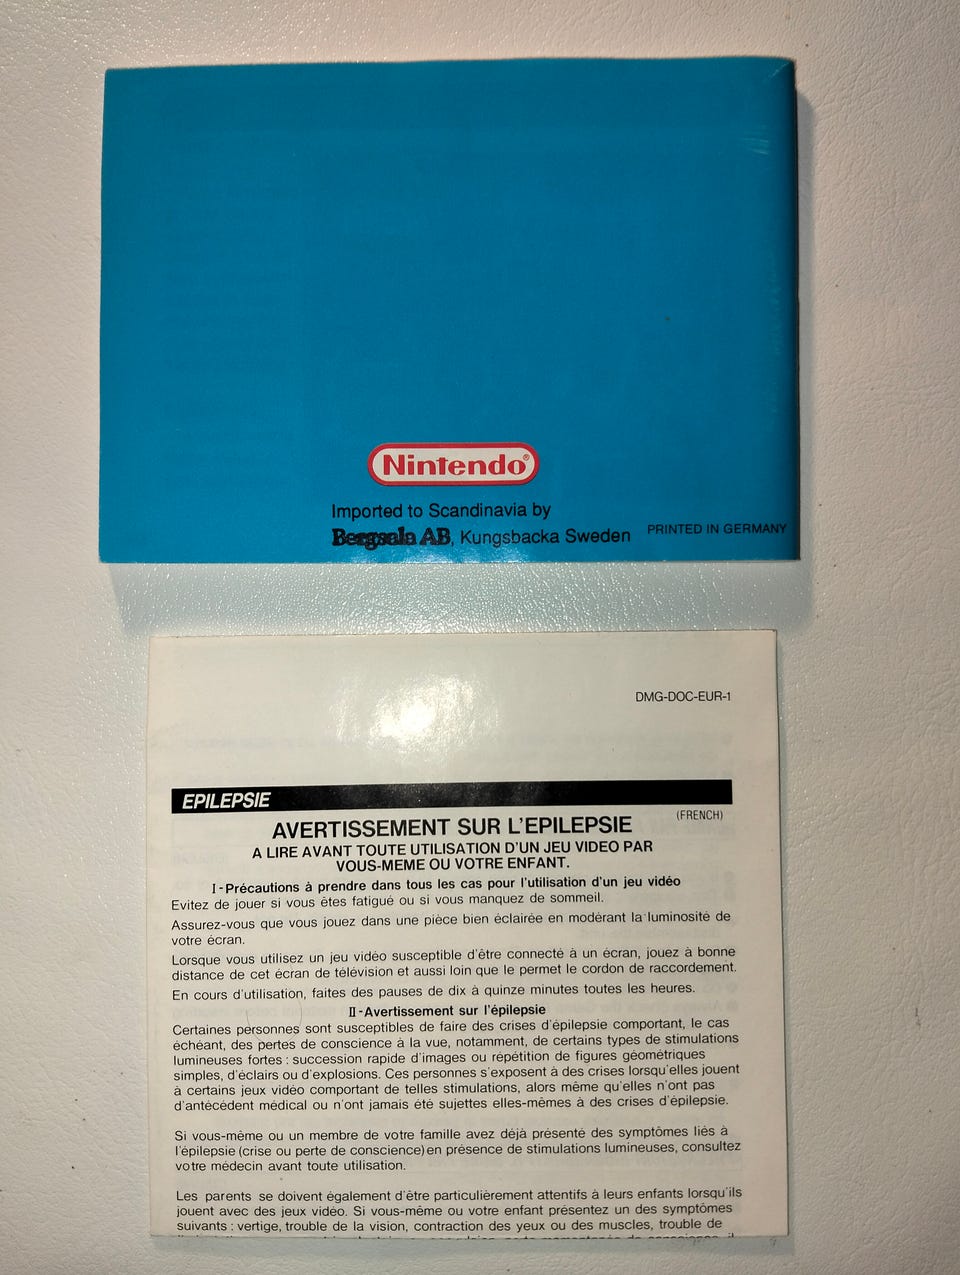 Nintendo®
Imported to Scandinavia by
Bergsala AB, Kungsbacka Sweden
PRINTED IN GERMANY
DMG-DOC-EUR-1
EPILEPSIE
(FRENCH)
AVERTISSEMENT SUR L'EPILEPSIE
A LIRE AVANT TOUTE UTILISATION D'UN JEU VIDEO PAR
VOUS-MEME OU VOTRE ENFANT.
I-Précautions à prendre dans tous les cas pour l'utilisation d'un jeu vidéo
Evitez de jouer si vous êtes fatigué ou si vous manquez de sommeil.
Assurez-vous que vous jouez dans une pièce bien éclairée en modérant la luminosité de
votre écran.
Lorsque vous utilisez un jeu vidéo susceptible d'être connecté à un écran, jouez à bonne
distance de cet écran de télévision et aussi loin que le permet le cordon de raccordement.
En cours d'utilisation, faites des pauses de dix à quinze minutes toutes les heures.
II-Avertissement sur l'épilepsie
Certaines personnes sont susceptibles de faire des crises d'épilepsie comportant, le cas
échéant, des pertes de conscience à la vue, notamment, de certains types de stimulations
lumineuses fortes : succession rapide d'images ou répétition de figures géométriques
simples, d'éclairs ou d'explosions. Ces personnes s'exposent à des crises lorsqu'elles jouent
à certains jeux vidéo comportant de telles stimulations, alors même qu'elles n'ont pas
d'antécédent médical ou n'ont jamais été sujettes elles-mêmes à des crises d'épilepsie.
Si vous-même ou un membre de votre famille avez déjà présenté des symptômes liés à
l'épilepsie (crise ou perte de conscience) en présence de stimulations lumineuses, consultez
votre médecin avant toute utilisation.
Les parents se doivent également d'être particulièrement attentifs à leurs enfants lorsqu'ils
jouent avec des jeux vidéo. Si vous-même ou votre enfant présentez un des symptômes
suivants : vertige, trouble de la vision, contraction des yeux ou des muscles, trouble de